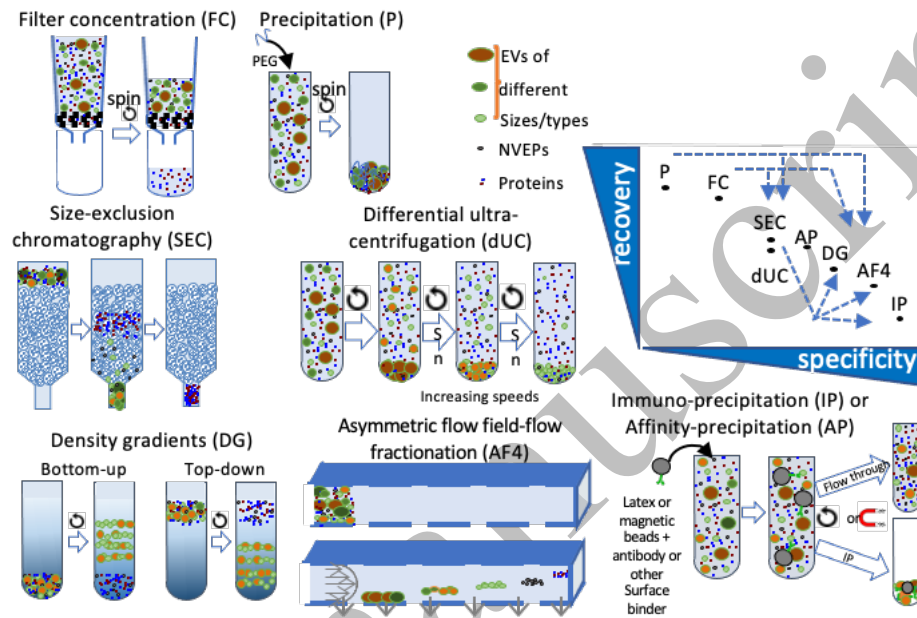 Filter concentration (FC)
spin
Precipitation (P)
PEG
spin
EVs of
different
Sizes/types
NVEPs
Proteins
recovery
P
FC
SEC
AP
dUC
DG
AF4
IP
specificity
Size-exclusion
chromatography (SEC)
Differential ultra-
centrifugation (dUC)
S
n
S
n
Increasing speeds
Density gradients (DG)
Bottom-up
Top-down
Asymmetric flow field-flow
fractionation (AF4)
Immuno-precipitation (IP) or
Affinity-precipitation (AP)
Latex or
magnetic
beads +
antibody or
other
Surface
binder
Flow through
or
IP